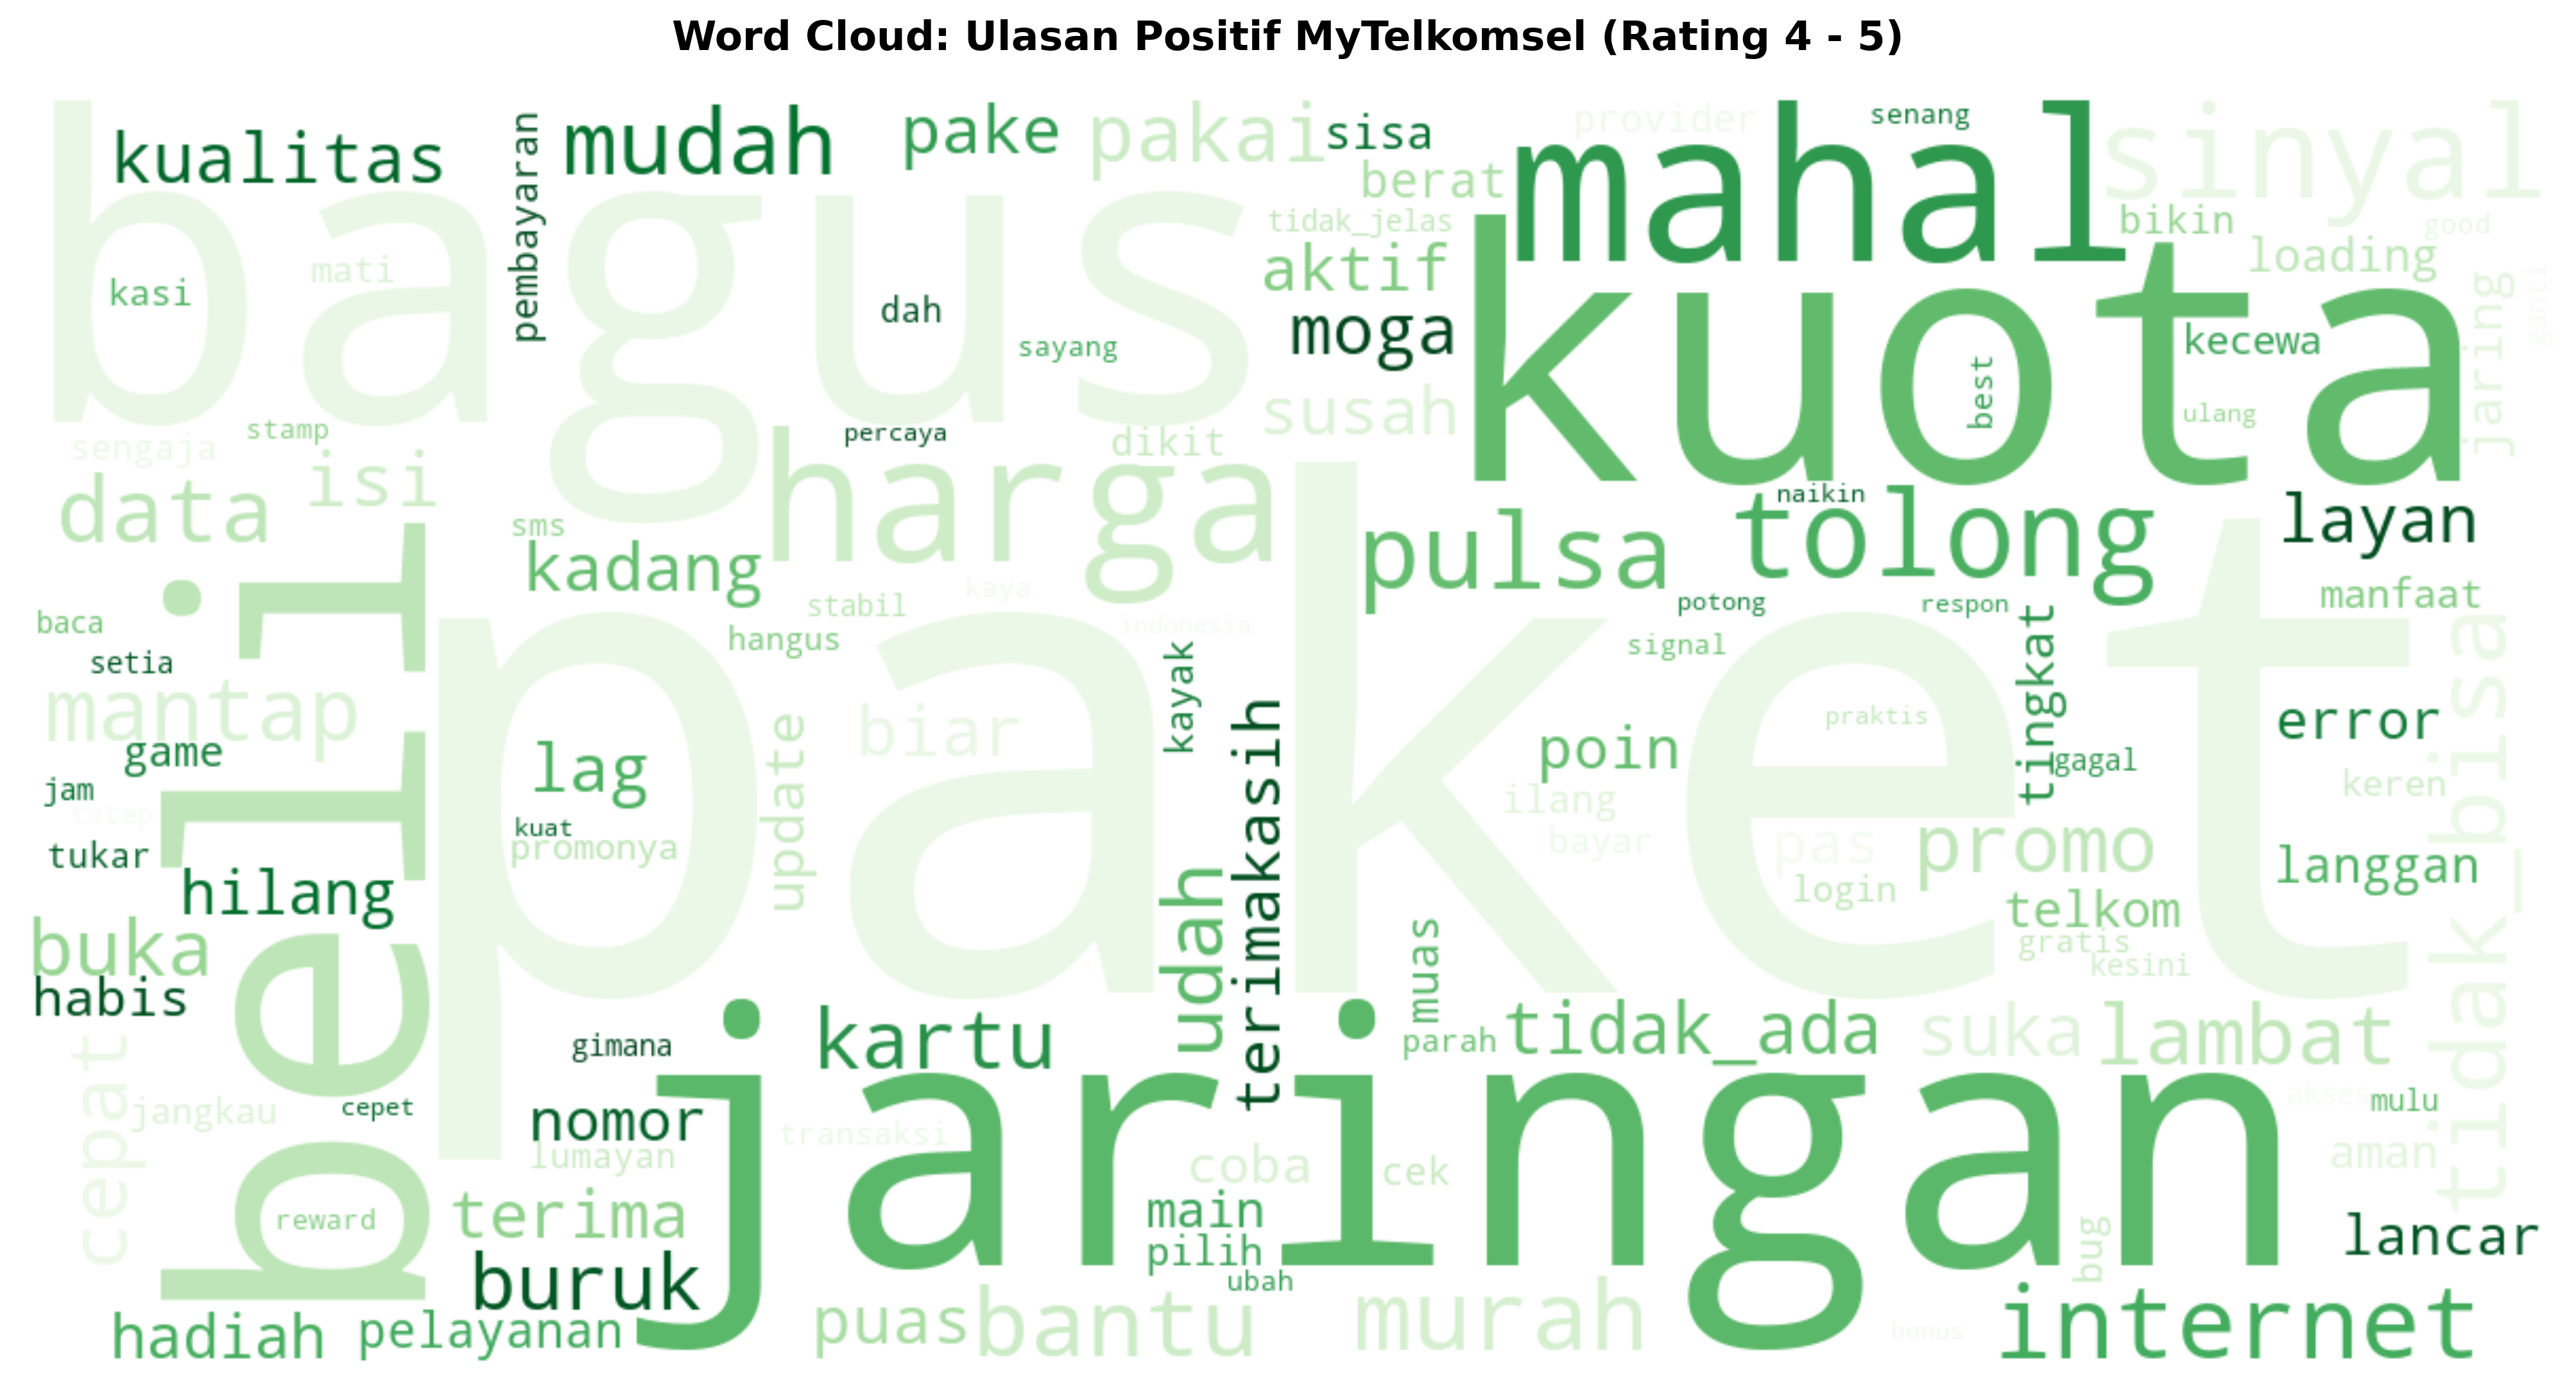 Word Cloud: Ulasan Positif MyTelkomsel (Rating 4 - 5)
kualitas
pembayaran
mudah
pake
pakai
sisa
provider
senang
mahal
sinyal
berat
tidak_jelas
bikin
good
loading
aktif
bagus
kasi
mati
dah
sayang
moga
kuota
kecewa
best
ulang
jaring
ganti
susah
stamp
sengaja
percaya
dikit
data
isi
harga
sms
kadang
naikin
pulsa
tolong
layan
kaya
stabil
hangus
indonesia
potong
respon
signal
manfaat
baca
setia
beli
paket
mantap
game
jam
tetep
tukar
lag
kuat
promonya
update
biar
kayak
terimakasih
udah
poin
ilang
bayar
praktis
tingkat
gagal
error
keren
pas
promo
login
langgan
telkom
gratis
kesini
tidak_bisa
hilang
buka
habis
muas
parah
tidak_ada
suka
lambat
gimana
kartu
cepat
jangkau
cepet
nomor
lumayan
transaksi
jaringan
coba
cek
akses
mulu
aman
reward
terima
main
pilih
ubah
bug
lancar
buruk
hadiah
pelayanan
puas
bantu
murah
bonus
internet